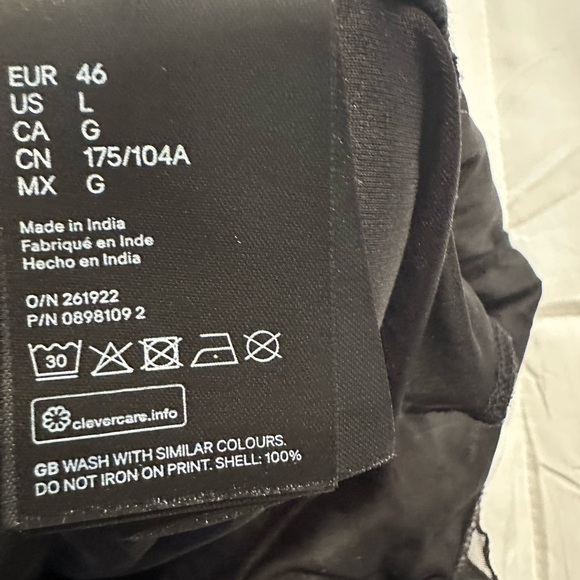 EUR 46
US L
CA G
CN 175/104A
MX G
Made in India
Fabriqué en Inde
Hecho en India
O/N 261922
P/N 0898109 2
30
clevercare.info
GB WASH WITH SIMILAR COLOURS.
DO NOT IRON ON PRINT. SHELL: 100%